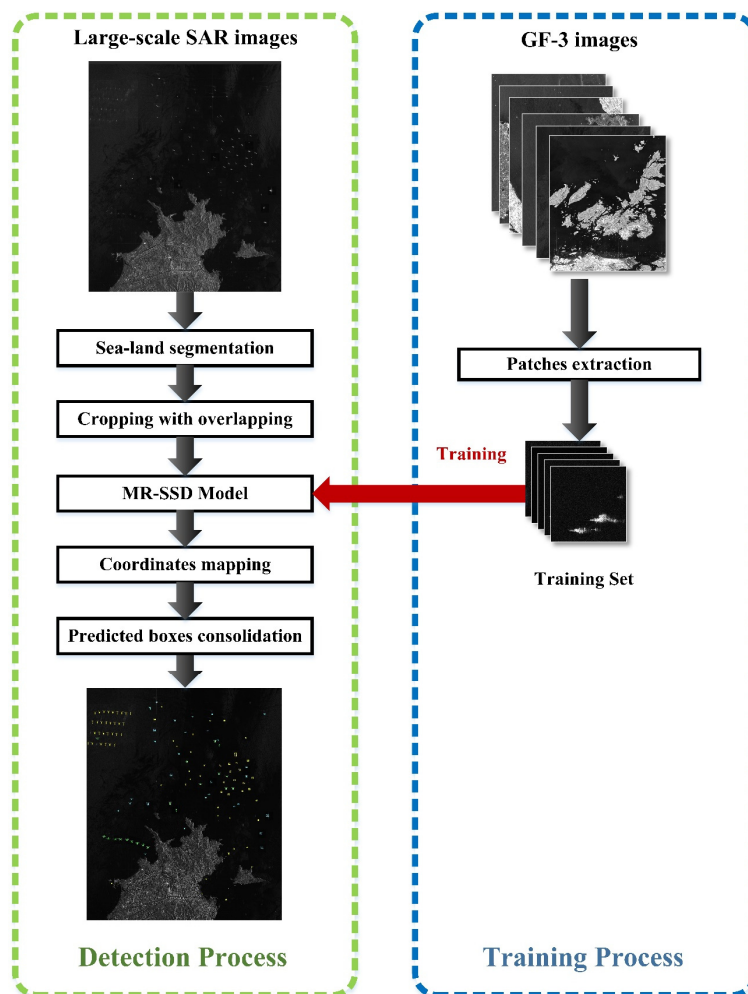 Large-scale SAR images
Sea-land segmentation
Cropping with overlapping
MR-SSD Model
Coordinates mapping
Predicted boxes consolidation
Detection Process
GF-3 images
Patches extraction
Training
Training Set
Training Process